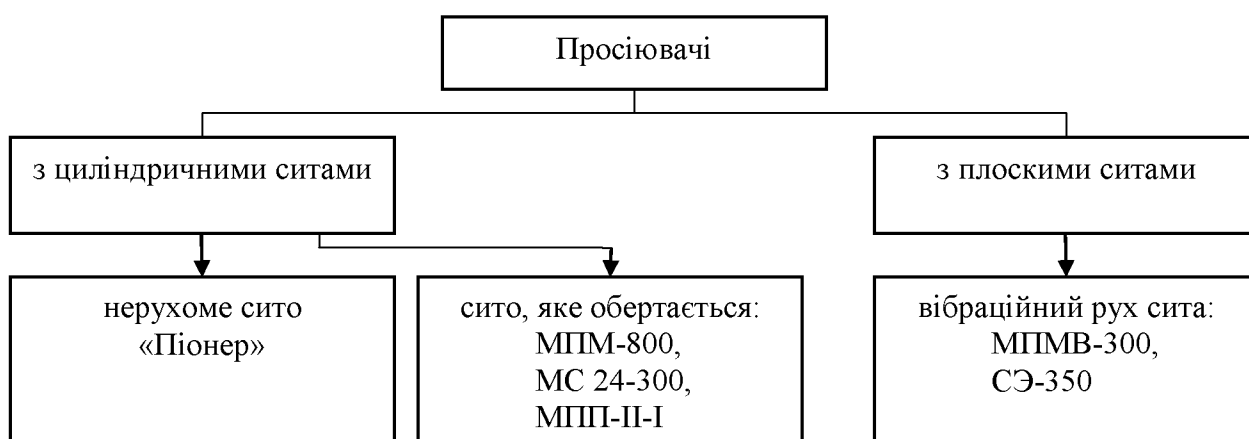 Просіювачі
з циліндричними ситами
з плоскими ситами
нерухоме сито
«Піонер»
сито, яке обертається:
МПМ-800,
МС 24-300,
МПП-II-I
вібраційний рух сита:
МПМВ-300,
СЭ-350